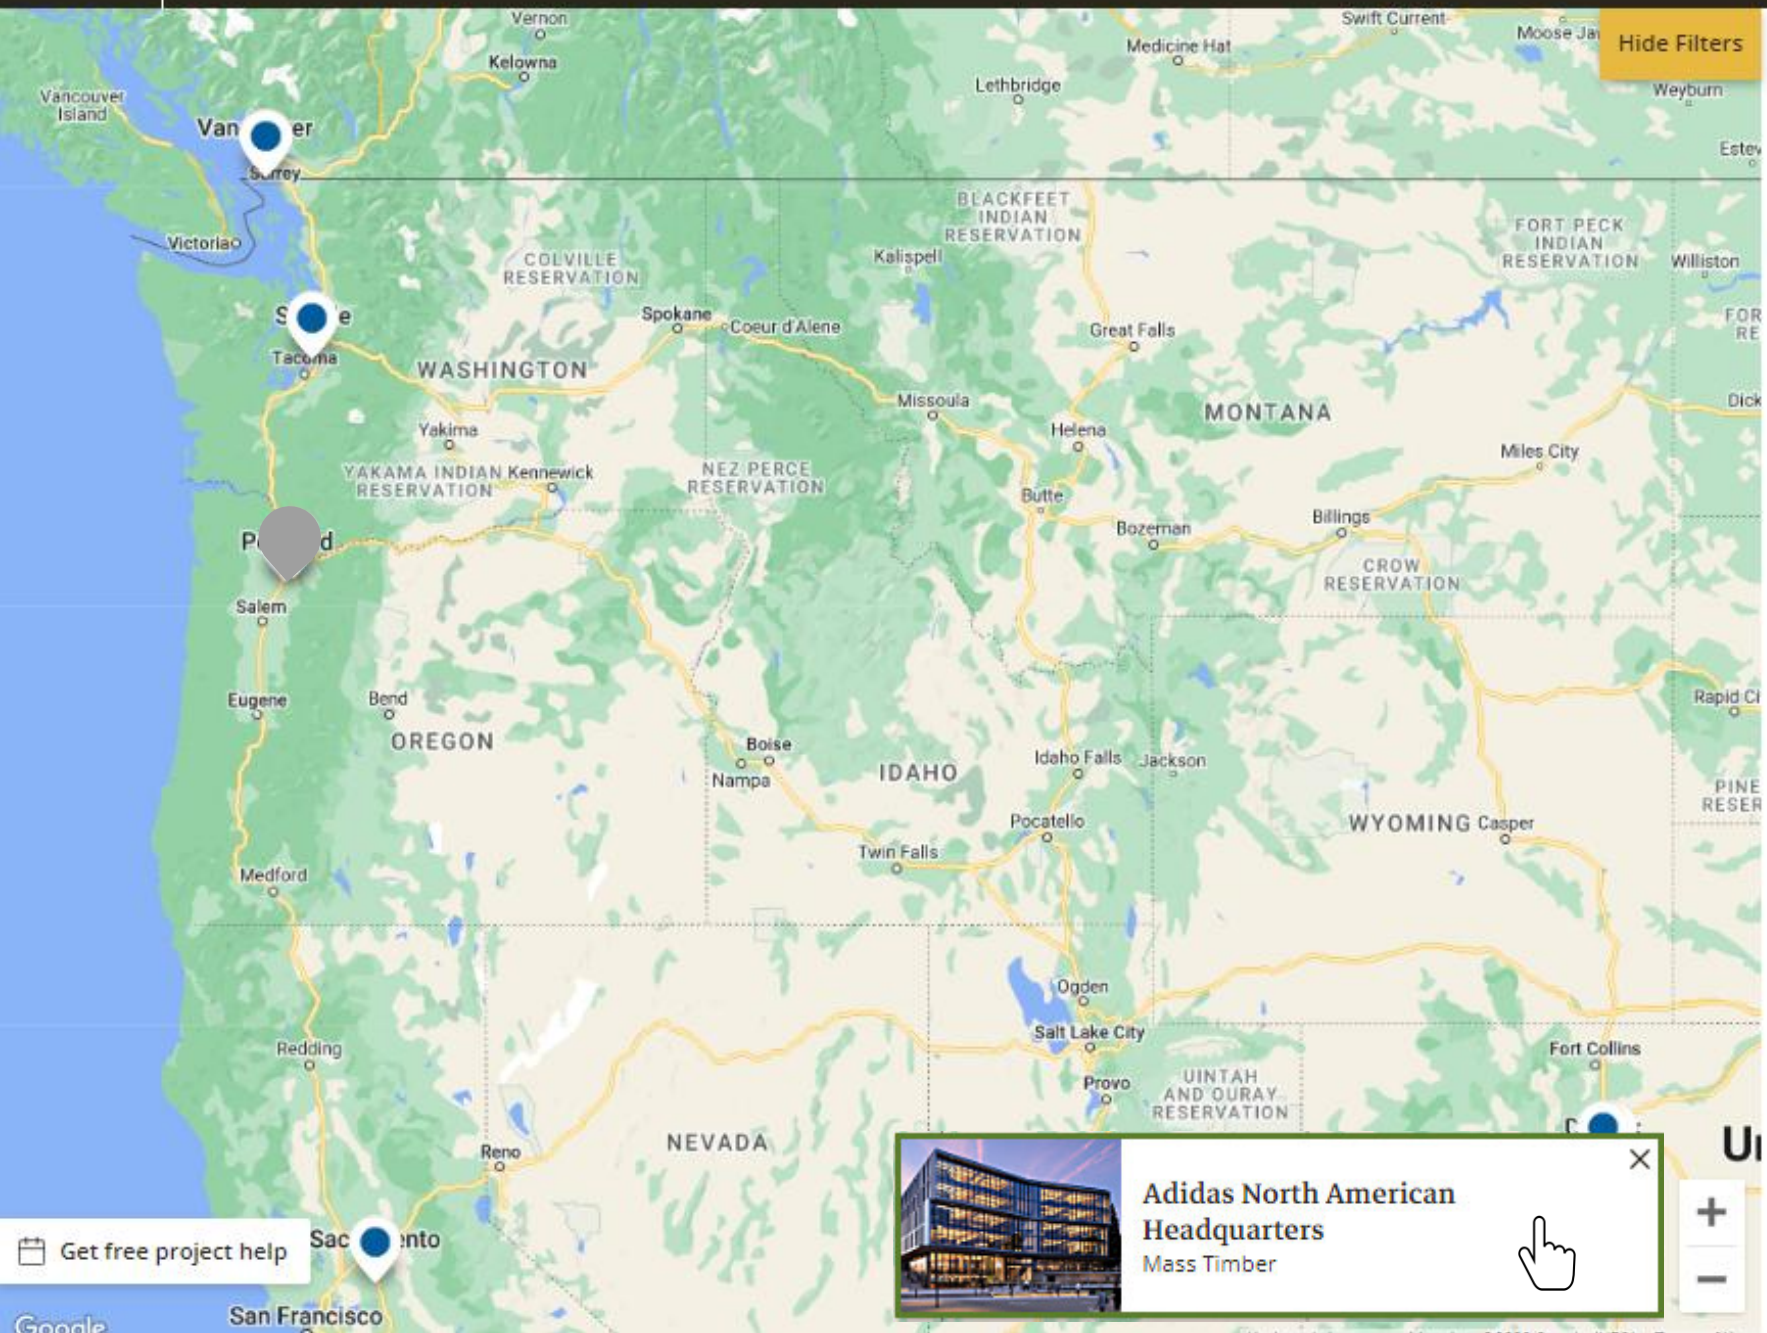 Vernon
Swift Current
Moose Jaw
Hide Filters
Medicine Hat
Kelowna
Lethbridge
Weyburn
Vancouver
Island
Surrey
BLACKFEET
INDIAN
RESERVATION
FORT PECK
INDIAN
RESERVATION
Victoria
COLVILLE
RESERVATION
Kalispell
Williston
Spokane
Coeur d'Alene
Great Falls
Tacoma
WASHINGTON
Missoula
MONTANA
Yakima
Helena
Miles City
YAKAMA INDIAN
RESERVATION
Kennewick
NEZ PERCE
RESERVATION
Butte
Bozeman
Billings
CROW
RESERVATION
Salem
Eugene
Bend
OREGON
Boise
Nampa
IDAHO
Idaho Falls
Jackson
Rapid Ci
PINE
RESER
Pocatello
WYOMING
Casper
Twin Falls
Medford
Ogden
Salt Lake City
Redding
Fort Collins
Provo
UINTAH
AND OURAY
RESERVATION
Reno
NEVADA
Adidas North American
Headquarters
Mass Timber
Get free project help
San Francisco
Google